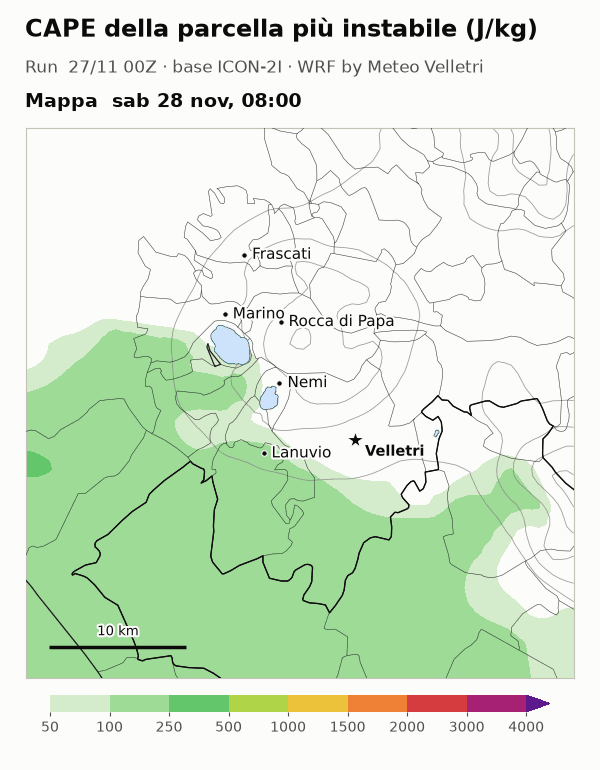 CAPE della parcella più instabile (J/kg)
Run  27/11 00Z · base ICON-2I · WRF by Meteo Velletri
Mappa  sab 28 nov, 08:00
Frascati
Marino
Rocca di Papa
Nemi
Velletri
Lanuvio
10 km
50 100 250 500 1000 1500 2000 3000 4000